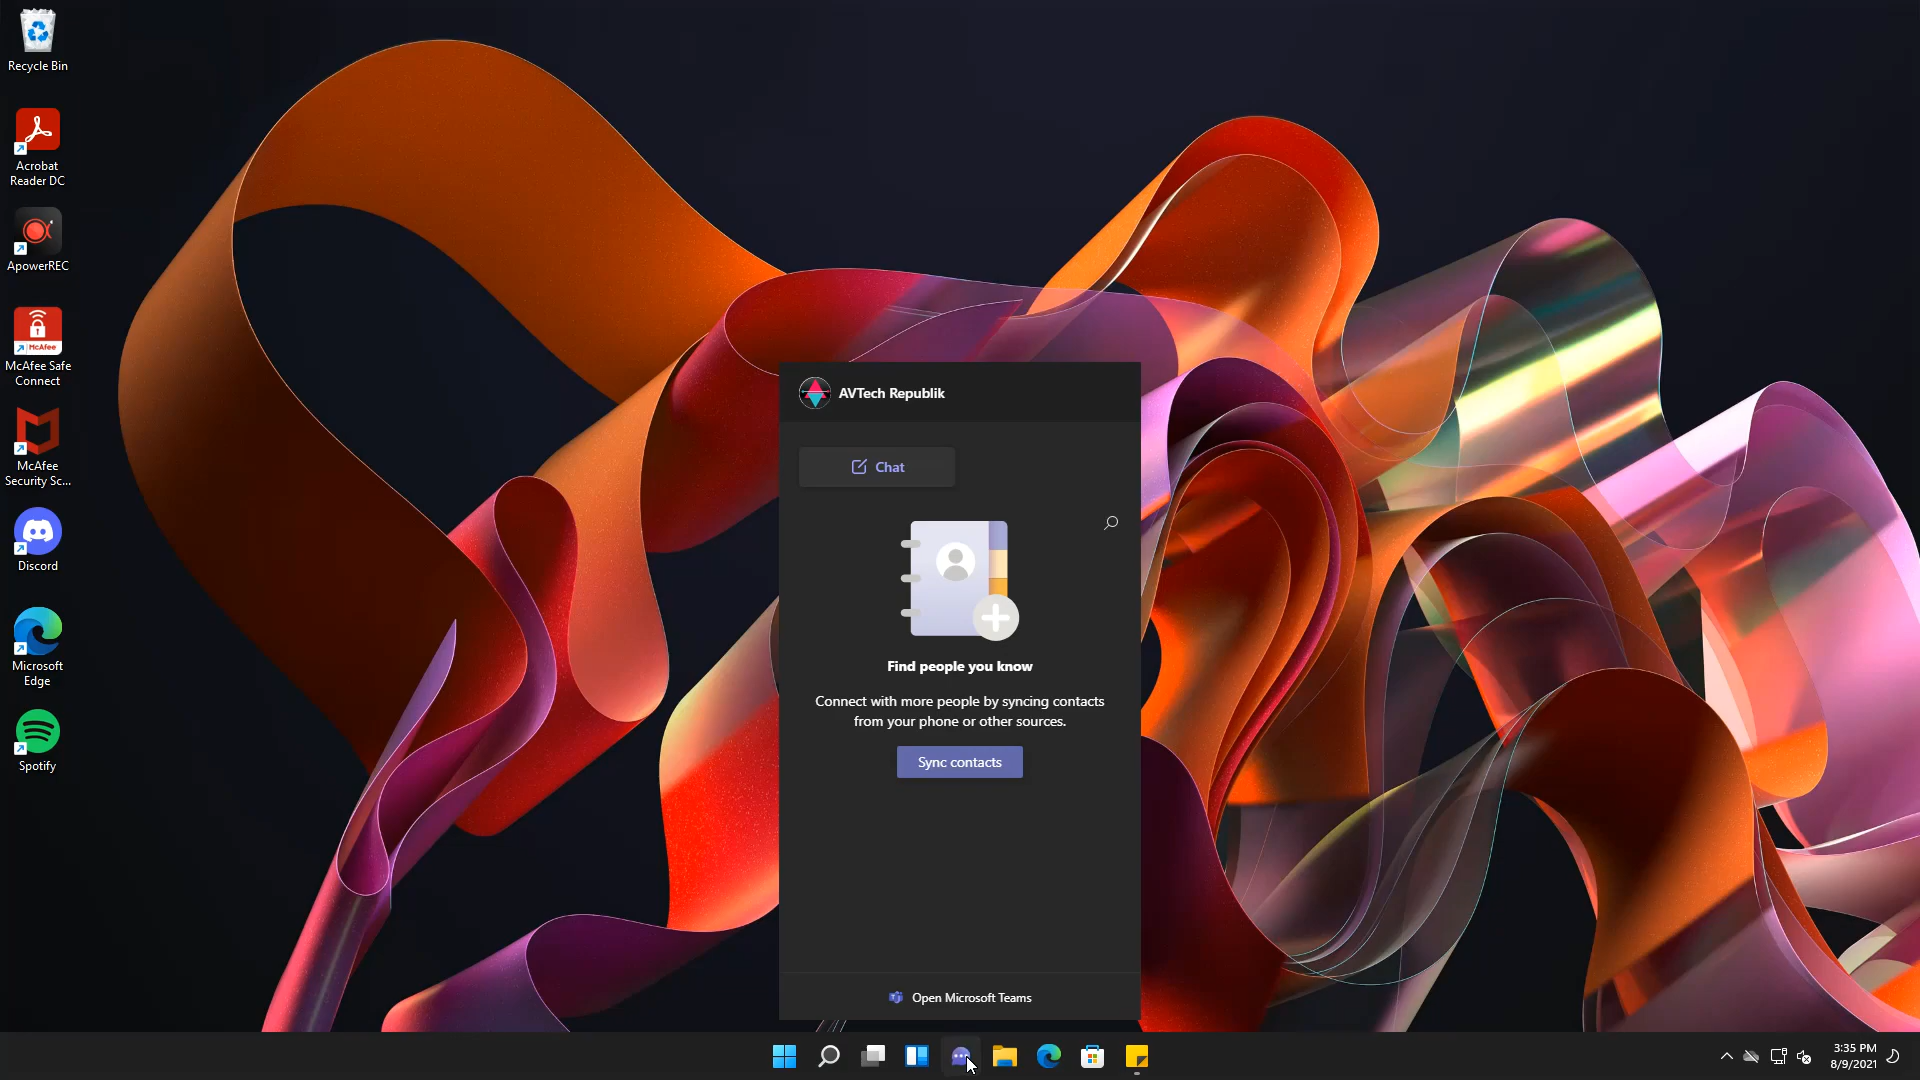 Recycle Bin
Acrobat
Reader DC
ApowerREC
McAfee
McAfee Safe
Connect
McAfee
Security Sc...
Discord
Microsoft
Edge
Spotify
AVTech Republik
Chat
Find people you know
Connect with more people by syncing contacts
from your phone or other sources.
Sync contacts
Open Microsoft Teams
3:35 PM
8/9/2021